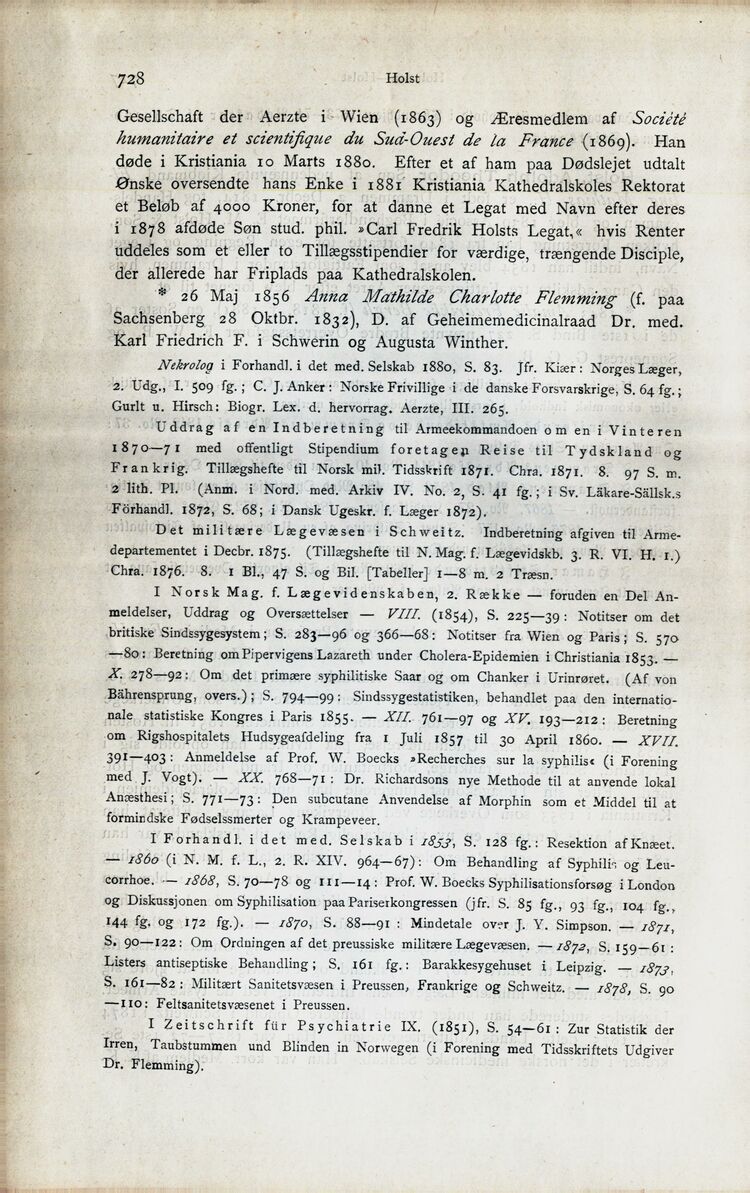 728 Holst
Gesellschaft der Aerzte i Wien (1863) og Æresmedlem af Société
humanitaire et scientifique du Sud-Ouest de la France (1869). Han
døde i Kristiania 10 Marts 1880. Efter et af ham paa Dødslejet udtalt
Ønske oversendte hans Enke i 1881 Kristiania Kathedralskoles Rektorat
et Beløb af 4000 Kroner, for at danne et Legat med Navn efter deres
i 1878 afdøde Søn stud. phil. »Carl Fredrik Holsts Legat,« hvis Renter
uddeles som et eller to Tillægsstipendier for værdige, trængende Disciple,
der allerede har Friplads paa Kathedralskolen.
* 26 Maj 1856 Anna Mathilde Charlotte Flemming (f. paa
Sachsenberg 28 Oktbr. 1832), D. af Geheimemedicinalraad Dr. med.
Karl Friedrich F. i Schwerin og Augusta Winther.
Nekrolog i Forhandl. i det med. Selskab 1880, S. 83. Jfr. Kiær: Norges Læger,
2. Udg., I. 509 fg.; C. J. Anker: Norske Frivillige i de danske Forsvarskrige, S. 64 fg.;
Gurlt u. Hirsch: Biogr. Lex. d. hervorrag. Aerzte, III. 265.
Uddrag af en Indberetning til Armeekommandoen om en i Vinteren
1870—71 med offentligt Stipendium foretagen Reise til Tydskland og
Frankrig. Tillægshefte til Norsk mil. Tidsskrift 1871. Chra. 1871. 8. 97 S. m.
2 lith. Pl. (Anm. i Nord. med. Arkiv IV. No. 2, S. 41 fg.; i Sv. Läkare-Sällsk.s
Förhandl. 1872, S. 68; i Dansk Ugeskr. f. Læger 1872).
Det militære Lægevæsen i Schweitz. Indberetning afgiven til Arme-
departementet i Decbr. 1875. (Tillægshefte til N. Mag. f. Lægevidskb. 3. R. VI. H. 1.)
Chra. 1876. 8. 1 Bl., 47 S. og Bil. [Tabeller] 1—8 m. 2 Træsn.
I Norsk Mag. f. Lægevidenskaben, 2. Række — foruden en Del An-
meldelser, Uddrag og Oversættelser — VIII. (1854), S. 225—39: Notitser om det
britiske Sindssygesystem; S. 283—96 og 366—68: Notitser fra Wien og Paris; S. 570
—80: Beretning om Pipervigens Lazareth under Cholera-Epidemien i Christiania 1853. —
X. 278—92: Om det primære syphilitiske Saar og om Chanker i Urinrøret. (Af von
Bährensprung, overs.); S. 794—99: Sindssygestatistiken, behandlet paa den internatio-
nale statistiske Kongres i Paris 1855. — XII. 761—97 og XV. 193—212: Beretning
om Rigshospitalets Hudsygeafdeling fra 1 Juli 1857 til 30 April 1860. — XVII.
391—403: Anmeldelse af Prof. W. Boecks »Recherches sur la syphilis« (i Forening
med J. Vogt). — XX. 768—71: Dr. Richardsons nye Methode til at anvende lokal
Anæsthesi; S. 771—73: Den subcutane Anvendelse af Morphin som et Middel til at
formindske Fødselssmerter og Krampeveer.
I Forhandl. i det med. Selskab i 1853, S. 128 fg.: Resektion af Knæet.
— 1860 (i N. M. f. L., 2. R. XIV. 964—67): Om Behandling af Syphilis og Leu-
corrhoe. — 1868, S. 70—78 og 111—14: Prof. W. Boecks Syphilisationsforsøg i London
og Diskussjonen om Syphilisation paa Pariserkongressen (jfr. S. 85 fg., 93 fg., 104 fg.,
144 fg. og 172 fg.). — 1870, S. 88—91: Mindetale over J. Y. Simpson. — 1871,
S. 90—122: Om Ordningen af det preussiske militære Lægevæsen. — 1872, S. 159—61:
Listers antiseptiske Behandling; S. 161 fg.: Barakkesygehuset i Leipzig. — 1873,
S. 161—82: Militært Sanitetsvæsen i Preussen, Frankrige og Schweitz. — 1878, S. 90
—110: Feltsanitetsvæsenet i Preussen.
I Zeitschrift für Psychiatrie IX. (1851), S. 54—61: Zur Statistik der
Irren, Taubstummen und Blinden in Norwegen (i Forening med Tidsskriftets Udgiver
Dr. Flemming).